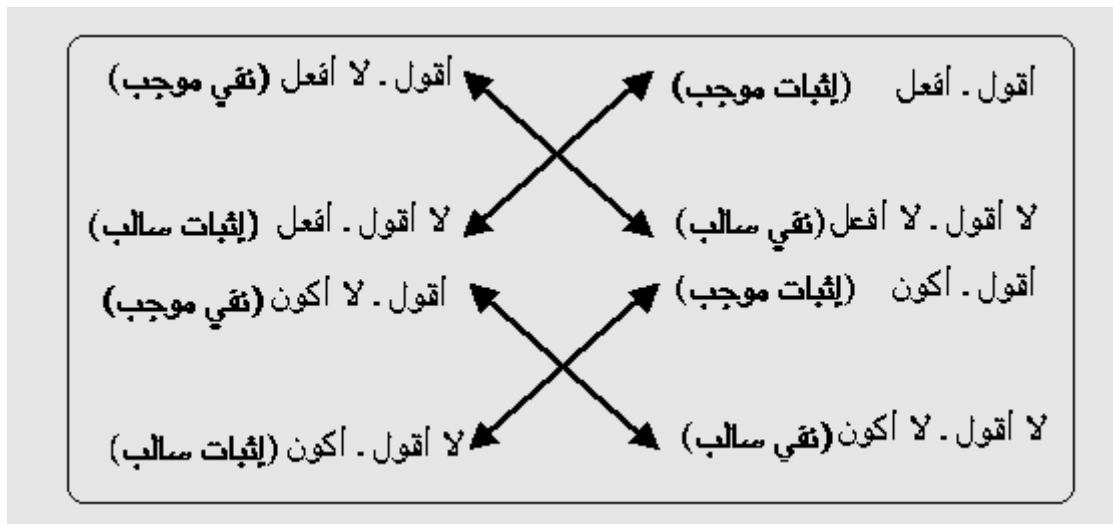 أقول ـ أفعل (إثبات موجب)
أقول ـ لا أفعل (نفي موجب)
لا أقول ـ لا أفعل (نفي سالب)
لا أقول ـ أفعل (إثبات سالب)
أقول ـ أكون (إثبات موجب)
أقول ـ لا أكون (نفي موجب)
لا أقول ـ لا أكون (نفي سالب)
لا أقول ـ أكون (إثبات سالب)